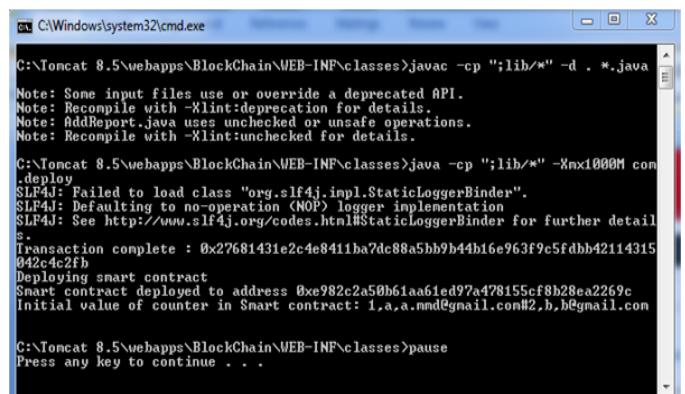 C:\Windows\system32\cmd.exe
C:\Tomcat 8.5\webapps\BlockChain\WEB-INF\classes>javac -cp ";lib/*" -d . *.java
Note: Some input files use or override a deprecated API.
Note: Recompile with -Xlint:deprecation for details.
Note: AddReport.java uses unchecked or unsafe operations.
Note: Recompile with -Xlint:unchecked for details.
C:\Tomcat 8.5\webapps\BlockChain\WEB-INF\classes>java -cp ";lib/*" -Xmx1000M com
.deploy
SLF4J: Failed to load class "org.slf4j.impl.StaticLoggerBinder".
SLF4J: Defaulting to no-operation (NOP) logger implementation
SLF4J: See http://www.slf4j.org/codes.html#StaticLoggerBinder for further detail
s.
Transaction complete : 0x27681431e2c4e8411ba7dc88a5bb9b44b16e963f9c5fdbb42114315
042c4c2fb
Deploying smart contract
Smart contract deployed to address 0xe982c2a50b61aa61ed97a478155cf8b28ea2269c
Initial value of counter in Smart contract: 1,a,a.mmd@gmail.com#2,b,b@gmail.com
C:\Tomcat 8.5\webapps\BlockChain\WEB-INF\classes>pause
Press any key to continue . . .